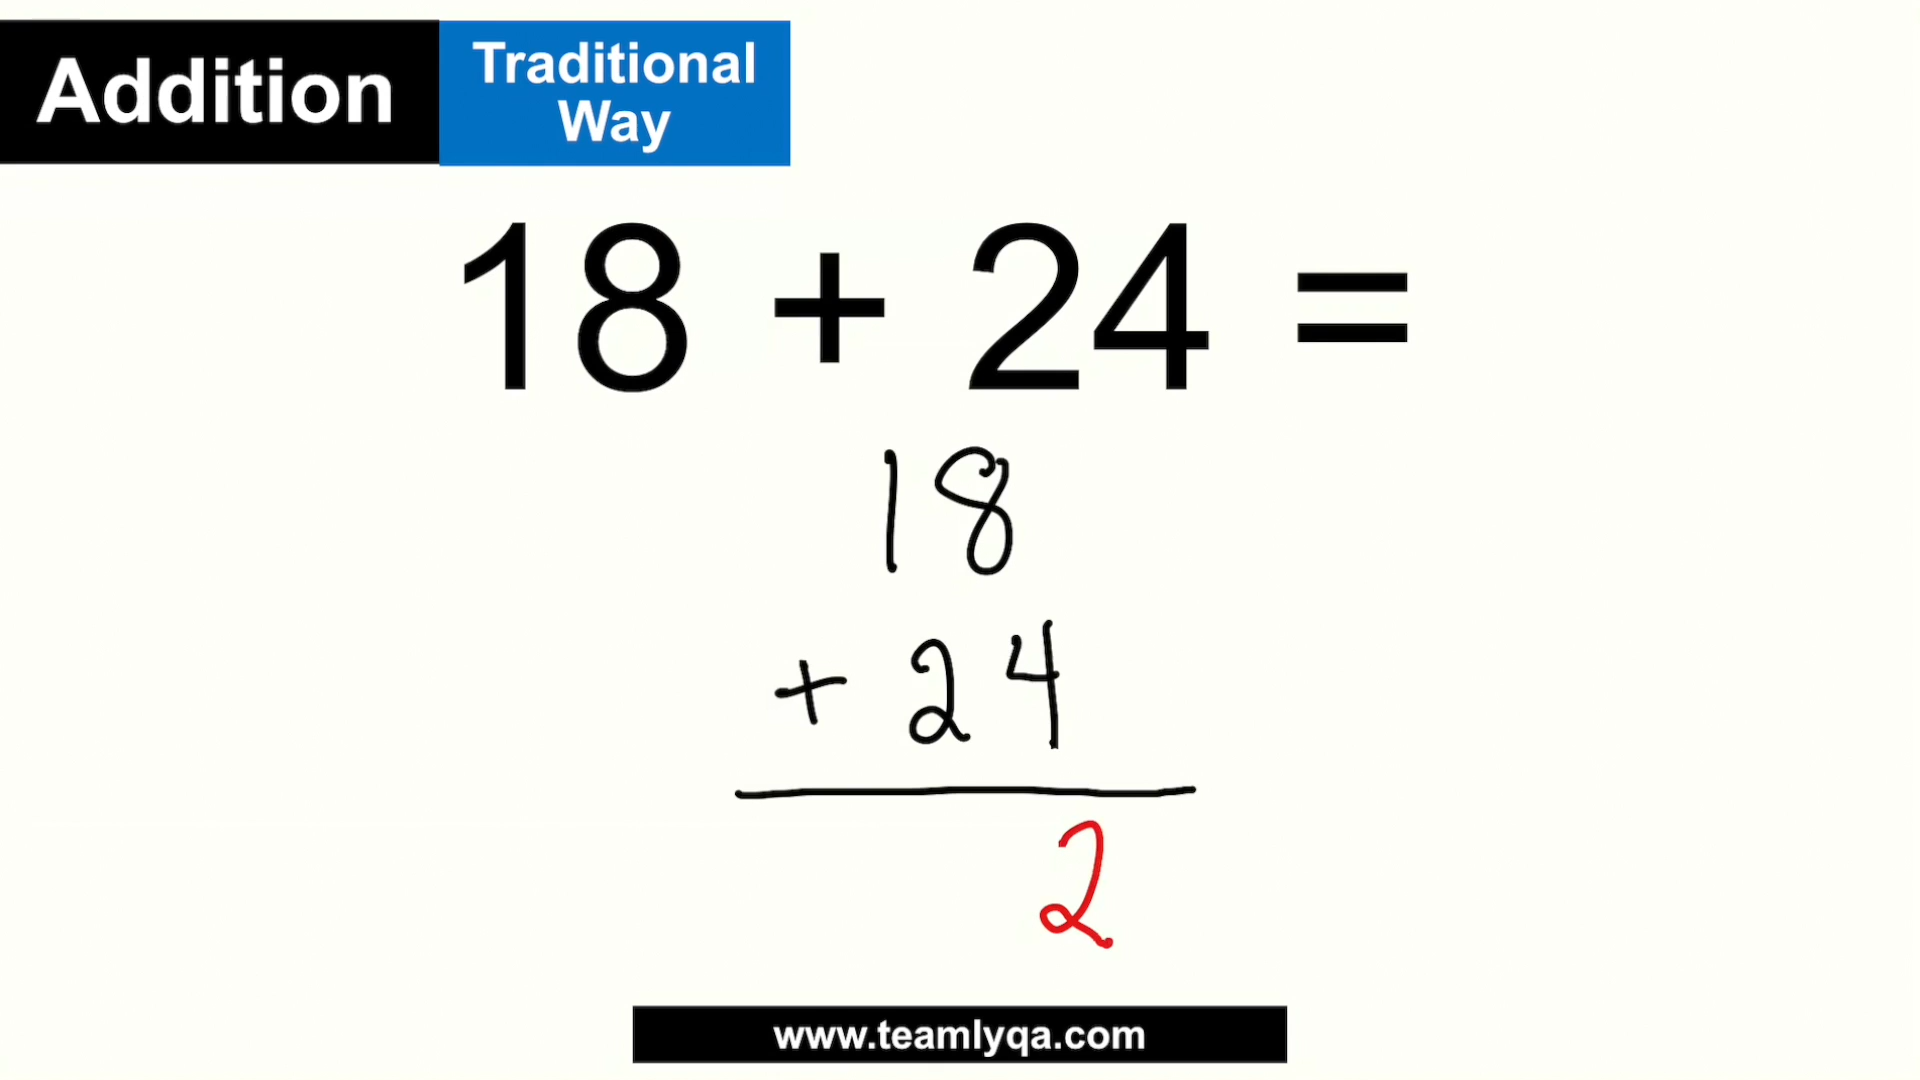 Addition
Traditional
Way
18 + 24 =
18
+ 24
2
www.teamlyqa.com